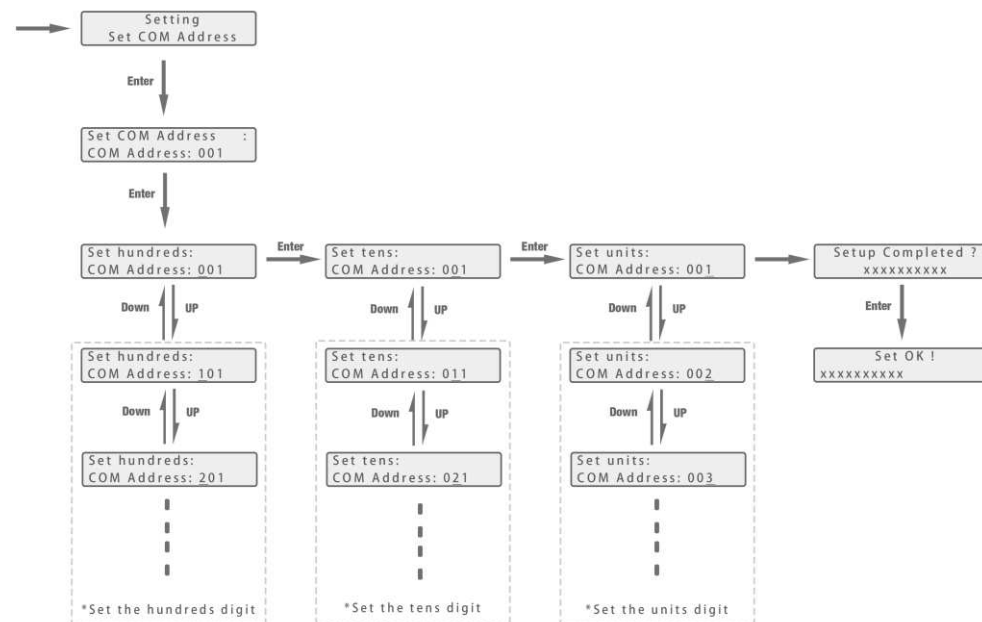 Setting
Set COM Address
Enter
Set COM Address :
COM Address: 001
Enter
Set hundreds:
COM Address: 001
Enter
Set tens:
COM Address: 001
Enter
Set units:
COM Address: 001
Setup Completed ?
xxxxxxxxxx
Down UP
Down UP
Down UP
Enter
Set hundreds:
COM Address: 101
Set tens:
COM Address: 011
Set units:
COM Address: 002
Set OK !
xxxxxxxxxx
Down UP
Down UP
Down UP
Set hundreds:
COM Address: 201
Set tens:
COM Address: 021
Set units:
COM Address: 003
*Set the hundreds digit
*Set the tens digit
*Set the units digit